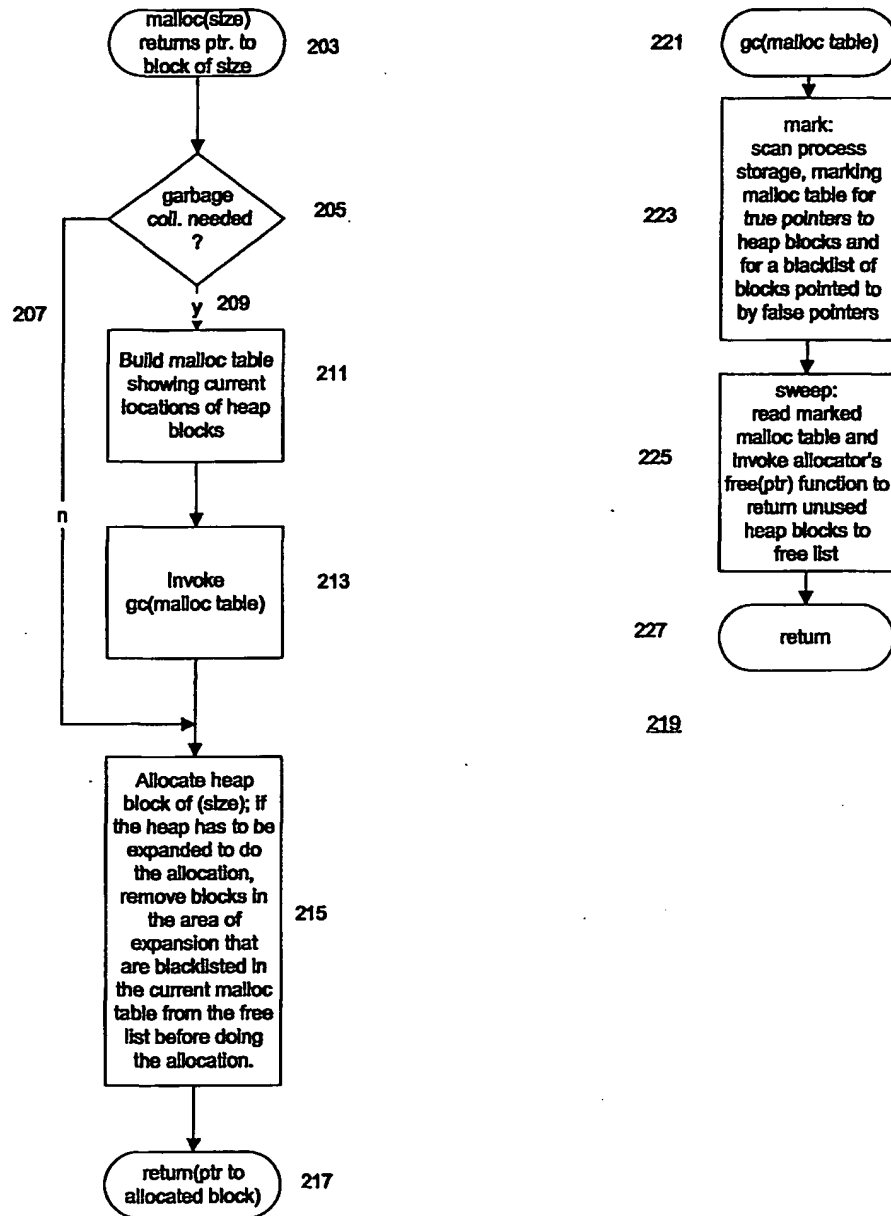 malloc(size)
returns ptr. to
block of size
203
garbage
coll. needed
?
205
207
y
209
Build malloc table
showing current
locations of heap
blocks
211
n
Invoke
gc(malloc table)
213
Allocate heap
block of (size); if
the heap has to be
expanded to do
the allocation,
remove blocks in
the area of
expansion that
are blacklisted in
the current malloc
table from the free
list before doing
the allocation.
215
return(ptr to
allocated block)
217
221
gc(malloc table)
mark:
scan process
storage, marking
malloc table for
true pointers to
heap blocks and
for a blacklist of
blocks pointed to
by false pointers
223
sweep:
read marked
malloc table and
invoke allocator's
free(ptr) function to
return unused
heap blocks to
free list
225
227
return
219